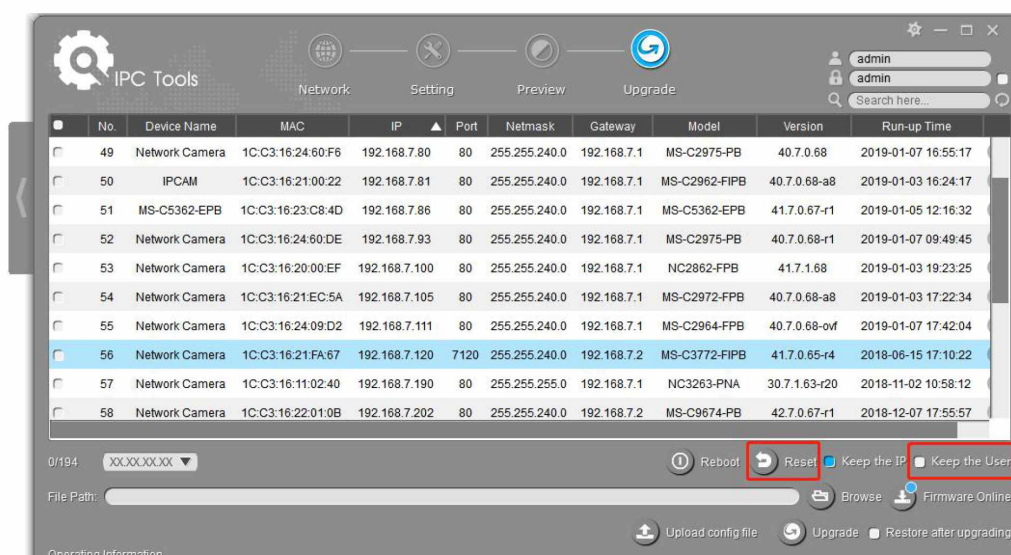 admin
IPC Tools
admin
Search here...
Network Setting Preview Upgrade
No. Device Name MAC IP ▲ Port Netmask Gateway Model Version Run-up Time
49 Network Camera 1C:C3:16:24:60:F6 192.168.7.80 80 255.255.240.0 192.168.7.1 MS-C2975-PB 40.7.0.68 2019-01-07 16:55:17
50 IPCAM 1C:C3:16:21:00:22 192.168.7.81 80 255.255.240.0 192.168.7.1 MS-C2962-FIPB 40.7.0.68-a8 2019-01-03 16:24:17
51 MS-C5362-EPB 1C:C3:16:23:C8:4D 192.168.7.86 80 255.255.240.0 192.168.7.1 MS-C5362-EPB 41.7.0.67-r1 2019-01-05 12:16:32
52 Network Camera 1C:C3:16:24:60:DE 192.168.7.93 80 255.255.240.0 192.168.7.1 MS-C2975-PB 40.7.0.68-r1 2019-01-07 09:49:45
53 Network Camera 1C:C3:16:20:00:EF 192.168.7.100 80 255.255.240.0 192.168.7.1 NC2862-FPB 41.7.1.68 2019-01-03 19:23:25
54 Network Camera 1C:C3:16:21:EC:5A 192.168.7.105 80 255.255.240.0 192.168.7.1 MS-C2972-FPB 40.7.0.68-a8 2019-01-03 17:22:34
55 Network Camera 1C:C3:16:24:09:D2 192.168.7.111 80 255.255.240.0 192.168.7.1 MS-C2964-FPB 40.7.0.68-ovf 2019-01-07 17:42:04
56 Network Camera 1C:C3:16:21:FA:67 192.168.7.120 7120 255.255.240.0 192.168.7.2 MS-C3772-FIPB 41.7.0.65-r4 2018-06-15 17:10:22
57 Network Camera 1C:C3:16:11:02:40 192.168.7.190 80 255.255.255.0 192.168.7.1 NC3263-PNA 30.7.1.63-r20 2018-11-02 10:58:12
58 Network Camera 1C:C3:16:22:01:0B 192.168.7.202 80 255.255.240.0 192.168.7.2 MS-C9674-PB 42.7.0.67-r1 2018-12-07 17:55:57
0/194 XX.XX.XX.XX ▼ Reboot Reset Keep the IP Keep the User
File Path: Browse Firmware Online
Upload config file Upgrade Restore after upgrading
Operating Information